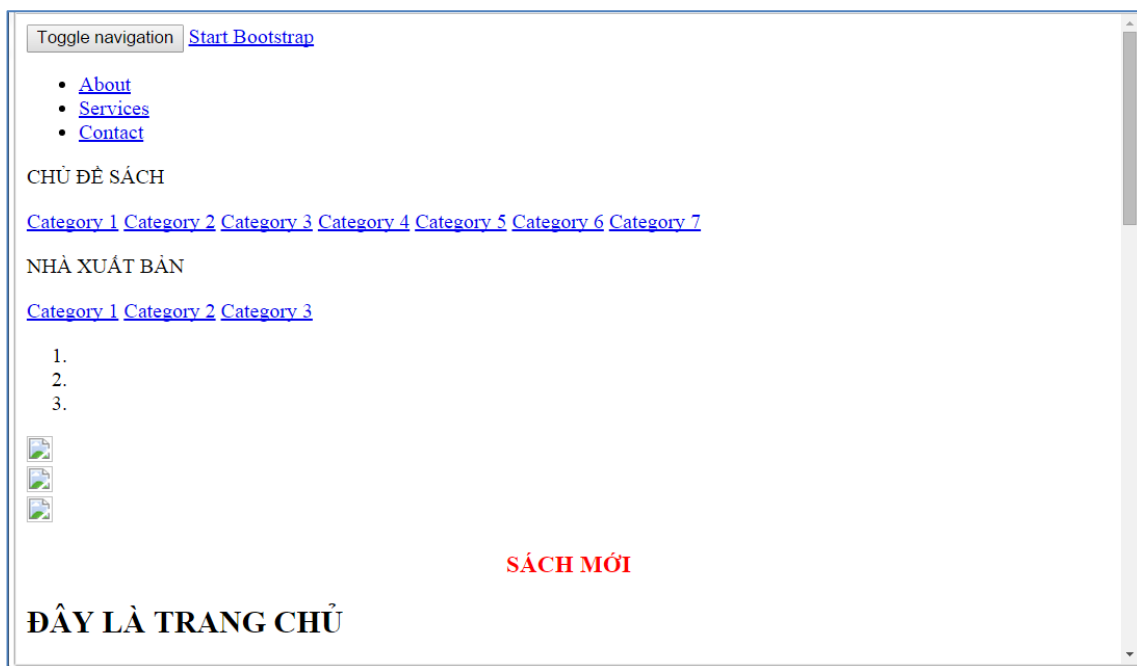 Toggle navigation Start Bootstrap
• About
• Services
• Contact
CHỦ ĐỀ SÁCH
Category 1 Category 2 Category 3 Category 4 Category 5 Category 6 Category 7
NHÀ XUẤT BẢN
Category 1 Category 2 Category 3
1.
2.
3.
SÁCH MỚI
ĐÂY LÀ TRANG CHỦ